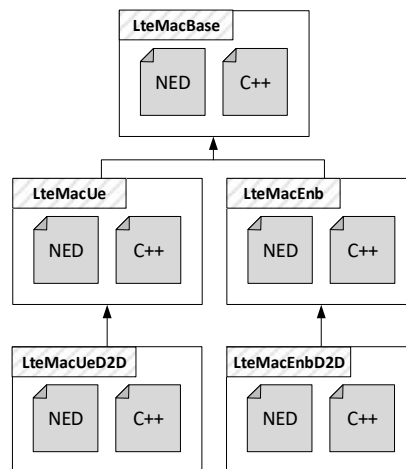 LteMacBase
NED C++
LteMacUe LteMacEnb
NED C++ NED C++
LteMacUeD2D LteMacEnbD2D
NED C++ NED C++